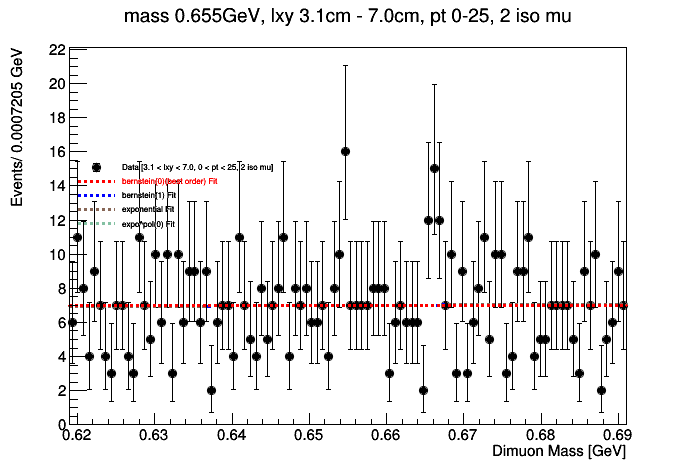 mass 0.655GeV, lxy 3.1cm - 7.0cm, pt 0-25, 2 iso mu
Events/ 0.0007205 GeV
22
20
18
16
14
12
10
8
6
4
2
0
Data [3.1 < lxy < 7.0, 0 < pt < 25, 2 iso mu]
bernstein(0)(best order) Fit
bernstein(1) Fit
exponential Fit
expo*pol(0) Fit
0.62 0.63 0.64 0.65 0.66 0.67 0.68 0.69
Dimuon Mass [GeV]